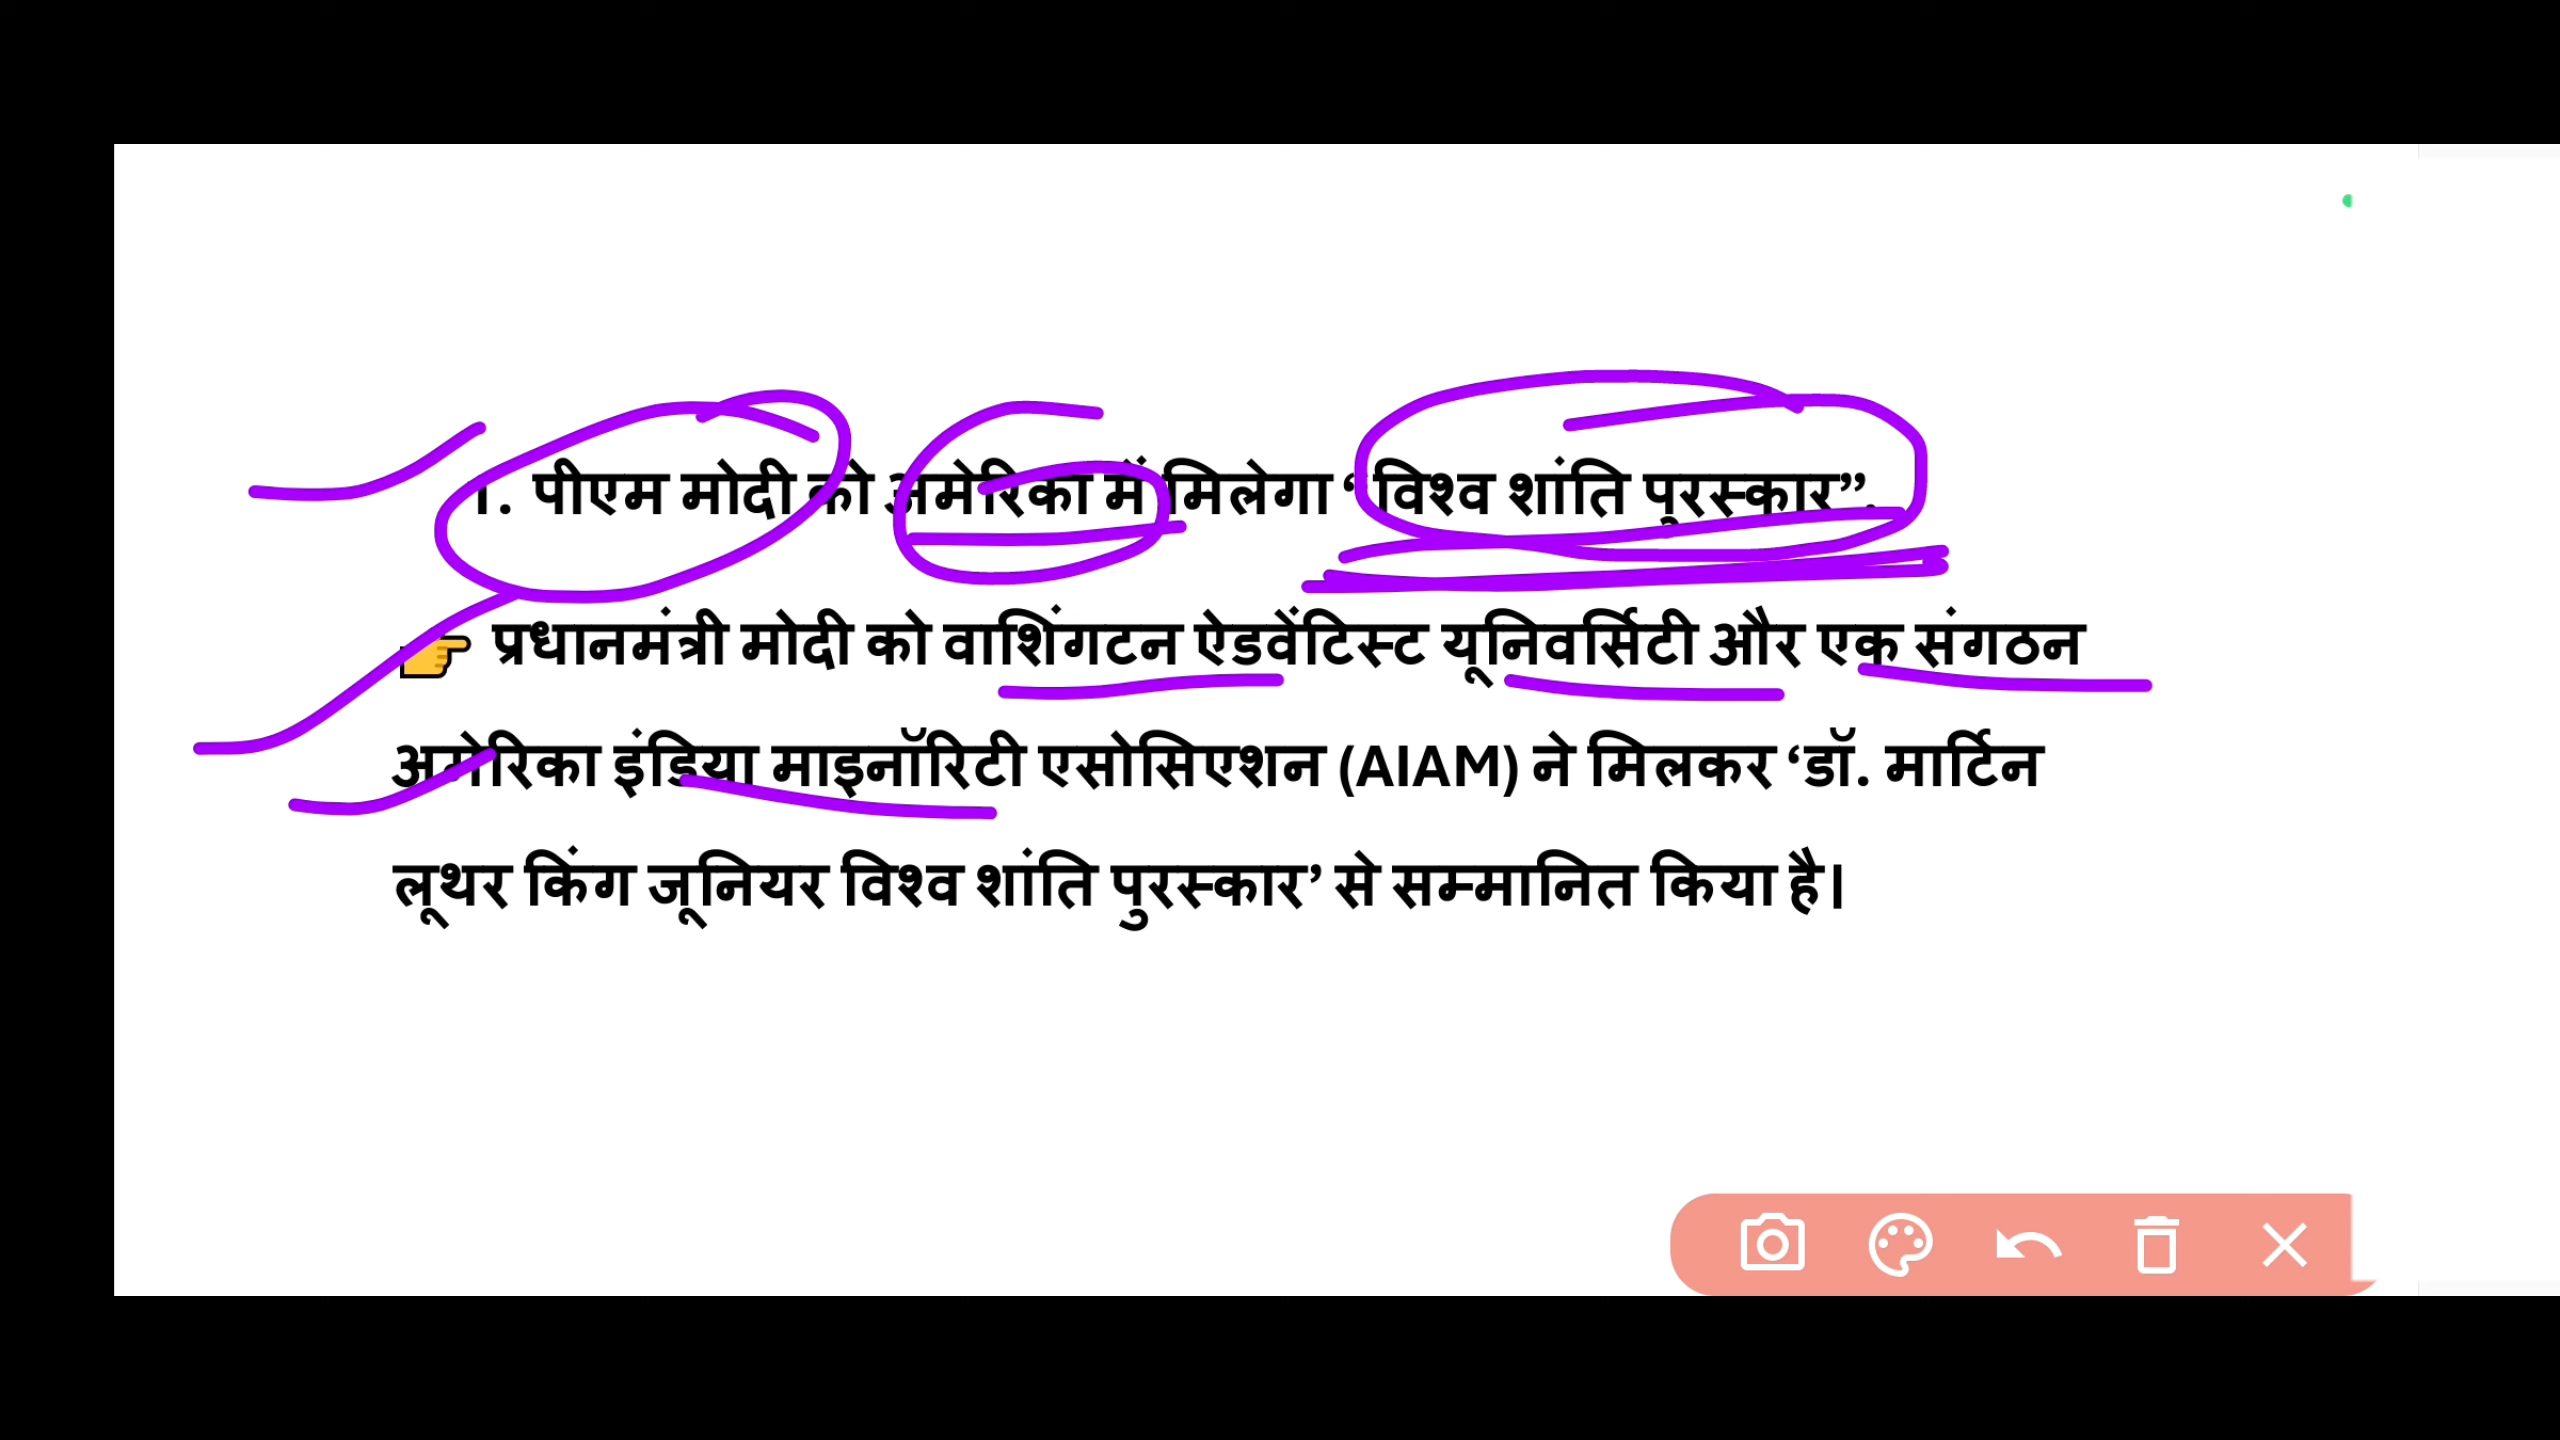 1. पीएम मोदी को अमेरिका में मिलेगा “विश्व शांति पुरस्कार”.
👉 प्रधानमंत्री मोदी को वाशिंगटन ऐडवेंटिस्ट यूनिवर्सिटी और एक संगठन
अमेरिका इंडिया माइनॉरिटी एसोसिएशन (AIAM) ने मिलकर ‘डॉ. मार्टिन
लूथर किंग जूनियर विश्व शांति पुरस्कार’ से सम्मानित किया है।